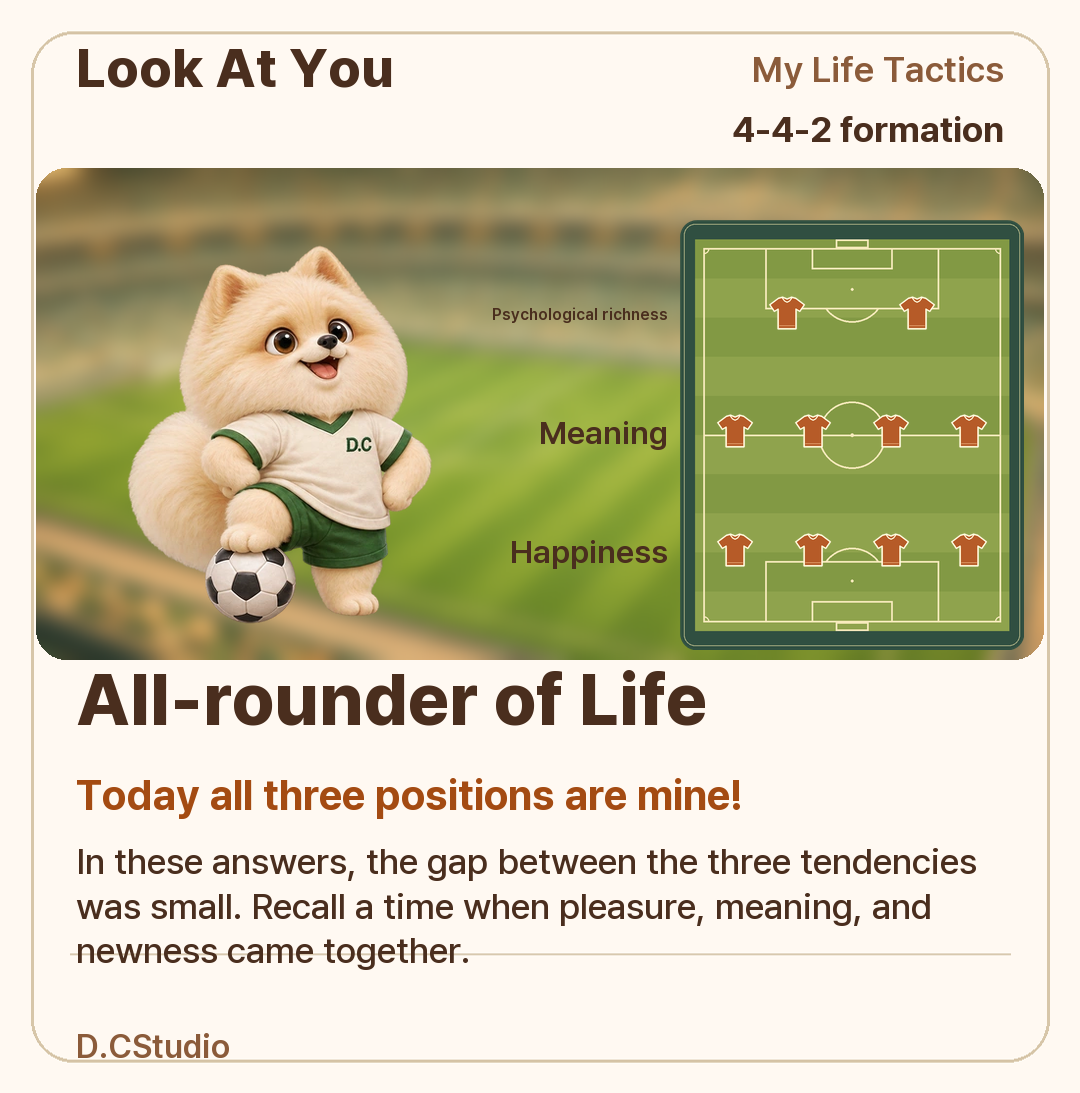 Look At You
My Life Tactics
4-4-2 formation
Psychological richness
D.C
Meaning
Happiness
All-rounder of Life
Today all three positions are mine!
In these answers, the gap between the three tendencies
was small. Recall a time when pleasure, meaning, and
newness came together.
D.CStudio